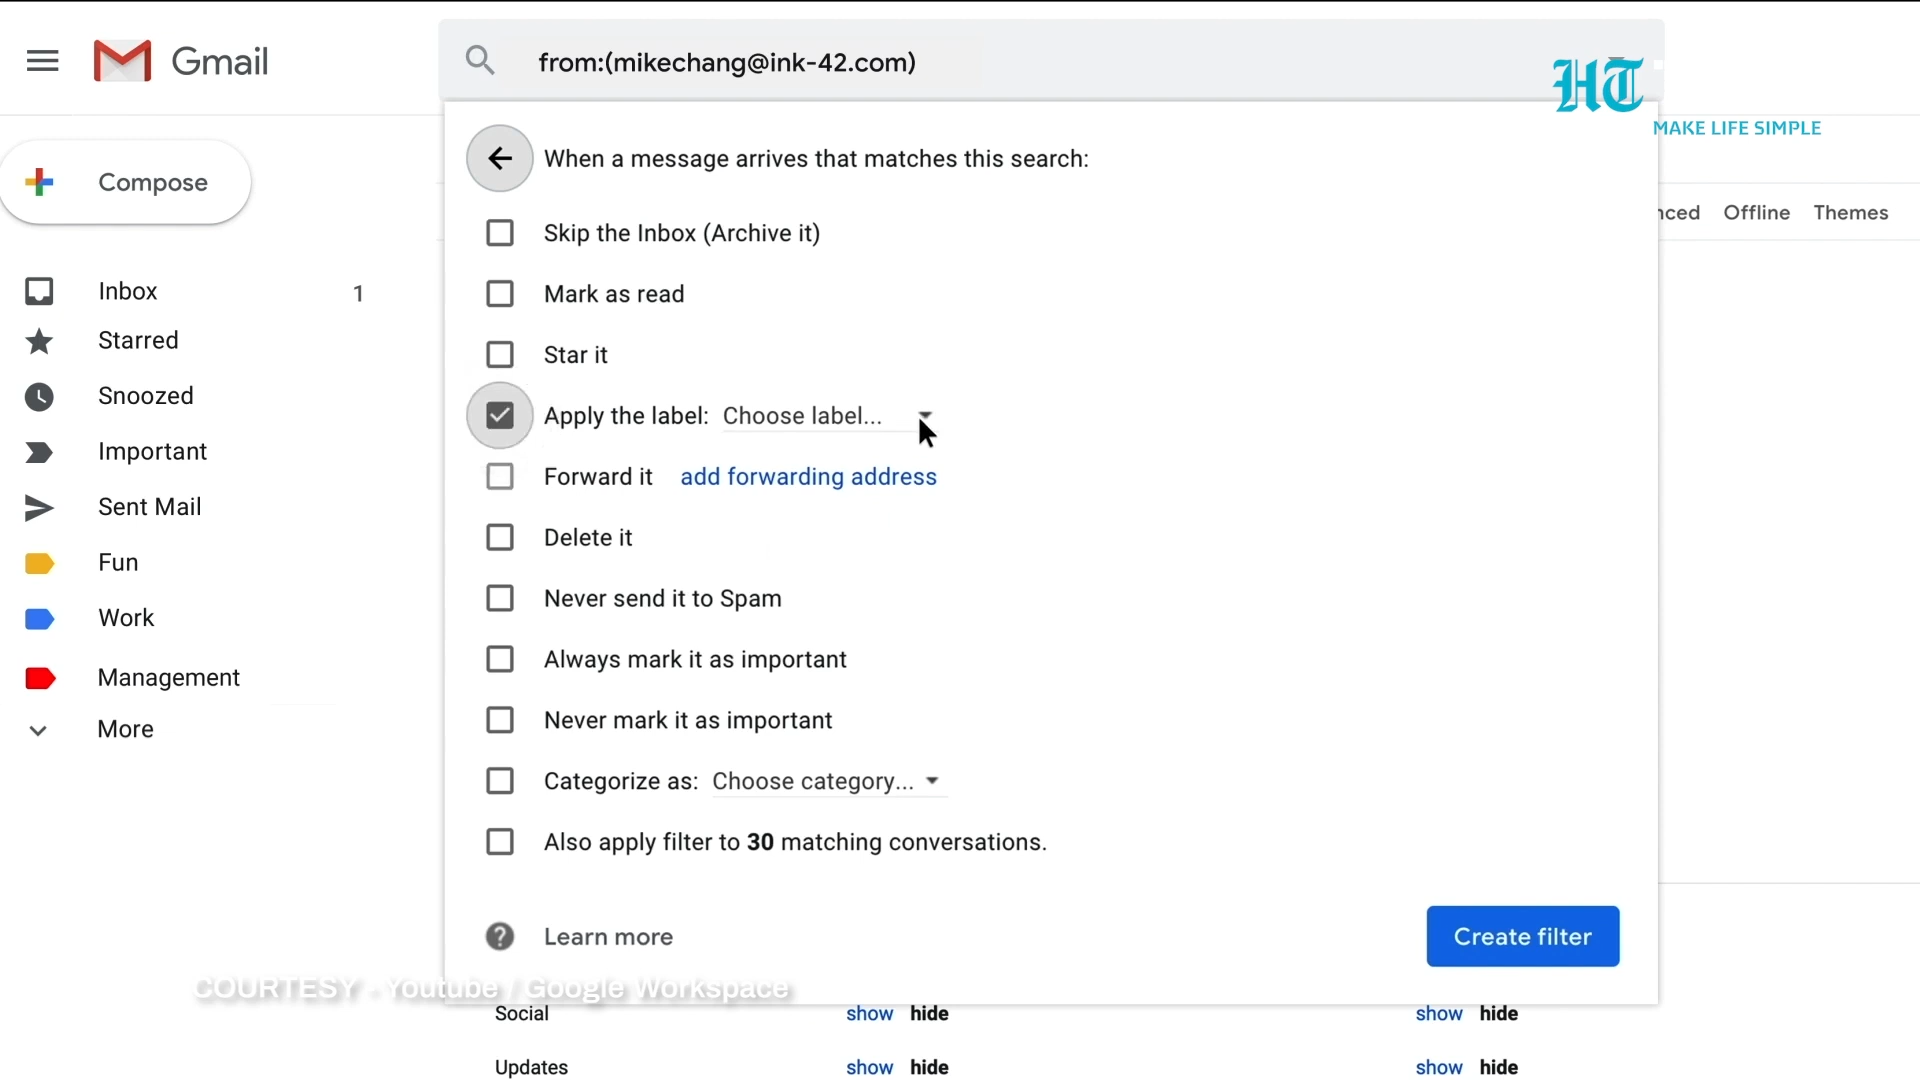 Gmail
from:(mikechang@ink-42.com)
HT
MAKE LIFE SIMPLE
Compose
When a message arrives that matches this search:
Skip the Inbox (Archive it)
nced Offline Themes
Inbox 1
Mark as read
Starred
Star it
Snoozed
Apply the label: Choose label...
Important
Forward it add forwarding address
Sent Mail
Delete it
Fun
Never send it to Spam
Work
Always mark it as important
Management
Never mark it as important
More
Categorize as: Choose category...
Also apply filter to 30 matching conversations.
Learn more
Create filter
COURTESY - Youtube / Google Workspace
Social show hide show hide
Updates show hide show hide